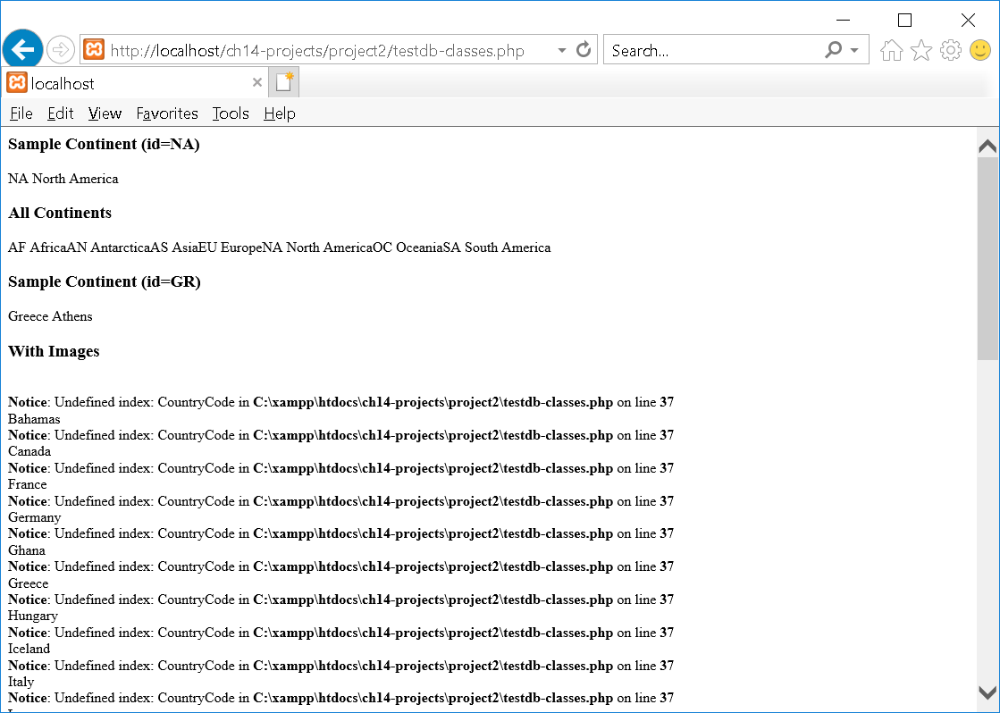 http://localhost/ch14-projects/project2/testdb-classes.php
Search...
localhost
File Edit View Favorites Tools Help
Sample Continent (id=NA)
NA North America
All Continents
AF AfricaAN AntarcticaAS AsiaEU EuropeNA North AmericaOC OceaniaSA South America
Sample Continent (id=GR)
Greece Athens
With Images
Notice: Undefined index: CountryCode in C:\xampp\htdocs\ch14-projects\project2\testdb-classes.php on line 37
Bahamas
Notice: Undefined index: CountryCode in C:\xampp\htdocs\ch14-projects\project2\testdb-classes.php on line 37
Canada
Notice: Undefined index: CountryCode in C:\xampp\htdocs\ch14-projects\project2\testdb-classes.php on line 37
France
Notice: Undefined index: CountryCode in C:\xampp\htdocs\ch14-projects\project2\testdb-classes.php on line 37
Germany
Notice: Undefined index: CountryCode in C:\xampp\htdocs\ch14-projects\project2\testdb-classes.php on line 37
Ghana
Notice: Undefined index: CountryCode in C:\xampp\htdocs\ch14-projects\project2\testdb-classes.php on line 37
Greece
Notice: Undefined index: CountryCode in C:\xampp\htdocs\ch14-projects\project2\testdb-classes.php on line 37
Hungary
Notice: Undefined index: CountryCode in C:\xampp\htdocs\ch14-projects\project2\testdb-classes.php on line 37
Iceland
Notice: Undefined index: CountryCode in C:\xampp\htdocs\ch14-projects\project2\testdb-classes.php on line 37
Italy
Notice: Undefined index: CountryCode in C:\xampp\htdocs\ch14-projects\project2\testdb-classes.php on line 37